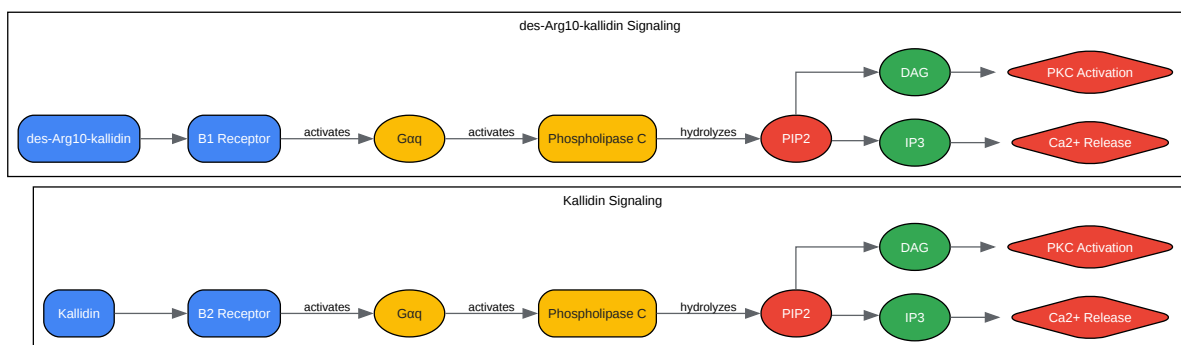 des-Arg10-kallidin Signaling
DAG
PKC Activation
des-Arg10-kallidin
B1 Receptor
activates
Gαq
activates
Phospholipase C
hydrolyzes
PIP2
IP3
Ca2+ Release
Kallidin Signaling
DAG
PKC Activation
Kallidin
B2 Receptor
activates
Gαq
activates
Phospholipase C
hydrolyzes
PIP2
IP3
Ca2+ Release